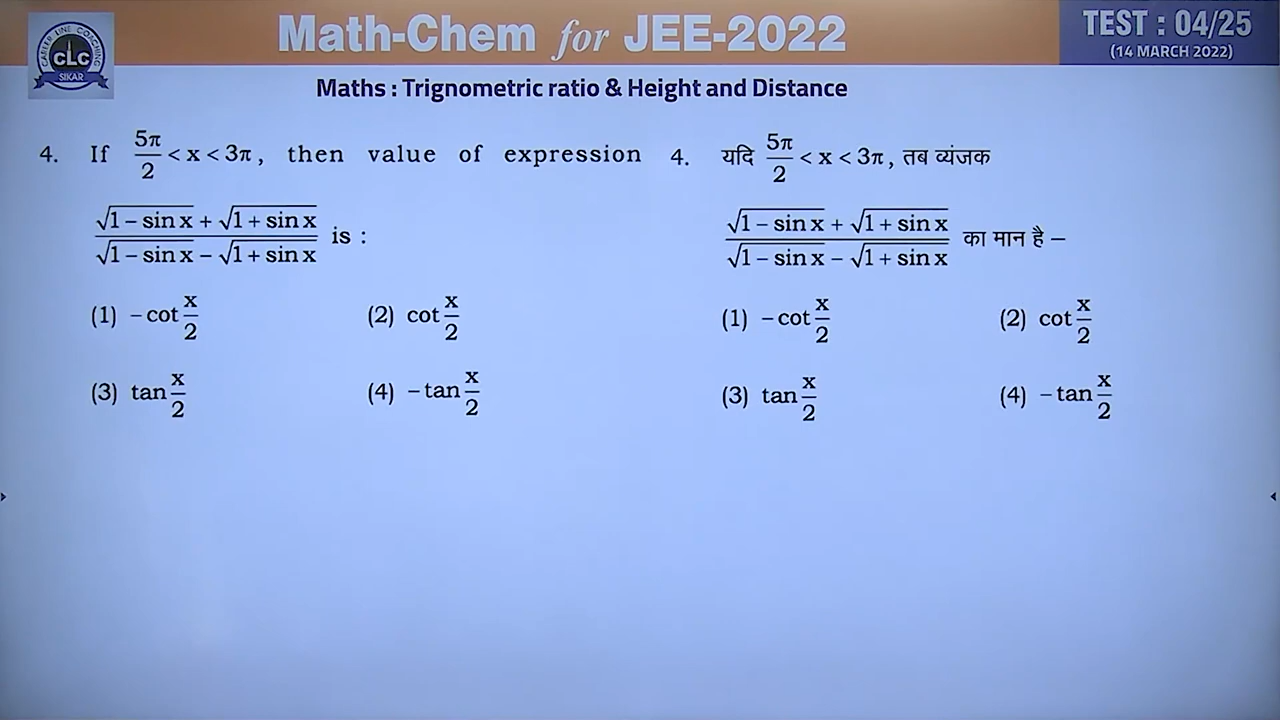 CAREER LINE COACHING
CLC
SIKAR
Math-Chem for JEE-2022
TEST : 04/25
(14 MARCH 2022)
Maths : Trignometric ratio & Height and Distance
4. If 5π/2 < x < 3π, then value of expression
(√(1 – sin x) + √(1 + sin x))/(√(1 – sin x) – √(1 + sin x)) is :
(1) –cot x/2 (2) cot x/2
(3) tan x/2 (4) –tan x/2
4. यदि 5π/2 < x < 3π, तब व्यंजक
(√(1 – sin x) + √(1 + sin x))/(√(1 – sin x) – √(1 + sin x)) का मान है –
(1) –cot x/2 (2) cot x/2
(3) tan x/2 (4) –tan x/2